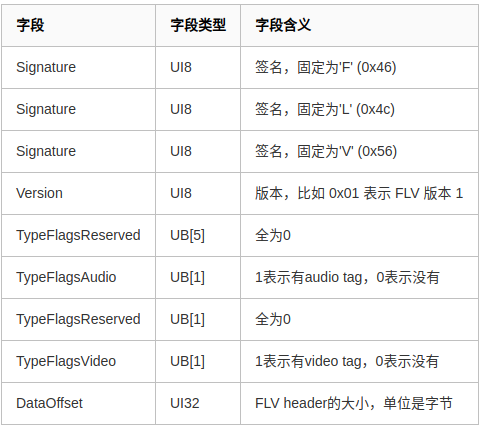 字段 字段类型 字段含义
Signature UI8 签名，固定为'F' (0x46)
Signature UI8 签名，固定为'L' (0x4c)
Signature UI8 签名，固定为'V' (0x56)
Version UI8 版本，比如 0x01 表示 FLV 版本 1
TypeFlagsReserved UB[5] 全为0
TypeFlagsAudio UB[1] 1表示有audio tag，0表示没有
TypeFlagsReserved UB[1] 全为0
TypeFlagsVideo UB[1] 1表示有video tag，0表示没有
DataOffset UI32 FLV header的大小，单位是字节